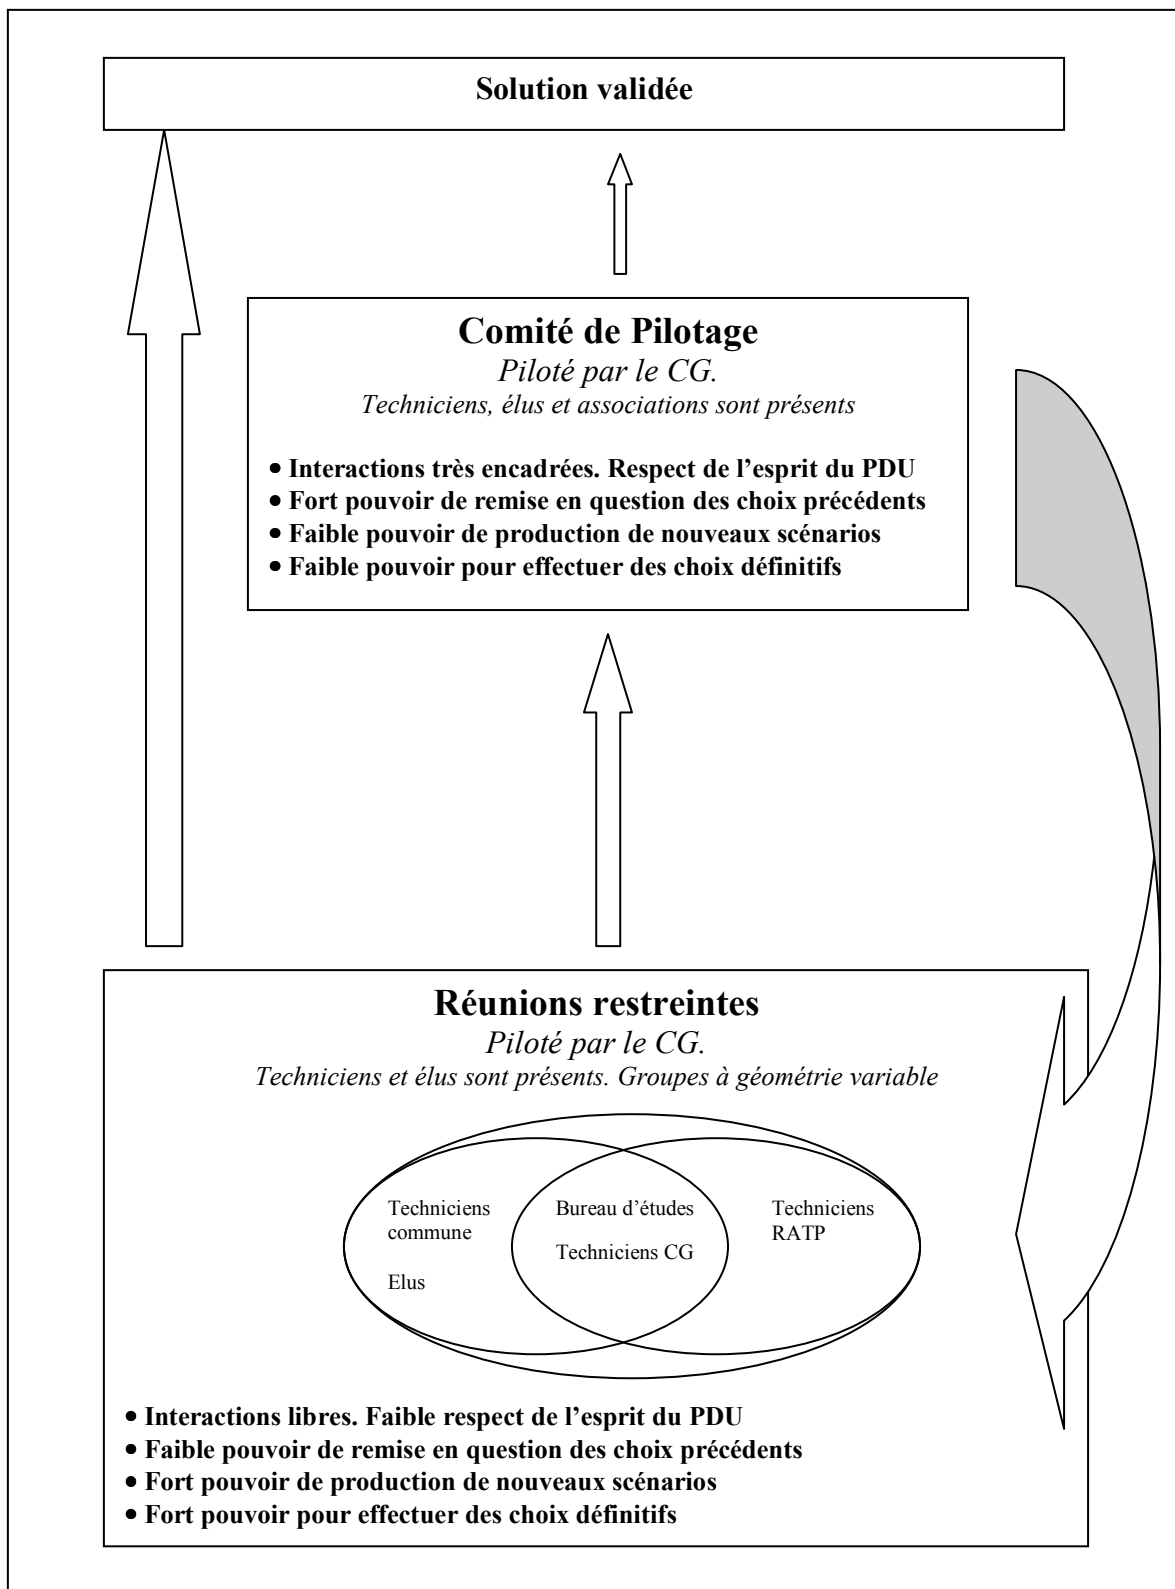 Solution validée
Comité de Pilotage
Piloté par le CG.
Techniciens, élus et associations sont présents
• Interactions très encadrées. Respect de l’esprit du PDU
• Fort pouvoir de remise en question des choix précédents
• Faible pouvoir de production de nouveaux scénarios
• Faible pouvoir pour effectuer des choix définitifs
Réunions restreintes
Piloté par le CG.
Techniciens et élus sont présents. Groupes à géométrie variable
Techniciens
commune
Elus
Bureau d’études
Techniciens CG
Techniciens
RATP
• Interactions libres. Faible respect de l’esprit du PDU
• Faible pouvoir de remise en question des choix précédents
• Fort pouvoir de production de nouveaux scénarios
• Fort pouvoir pour effectuer des choix définitifs